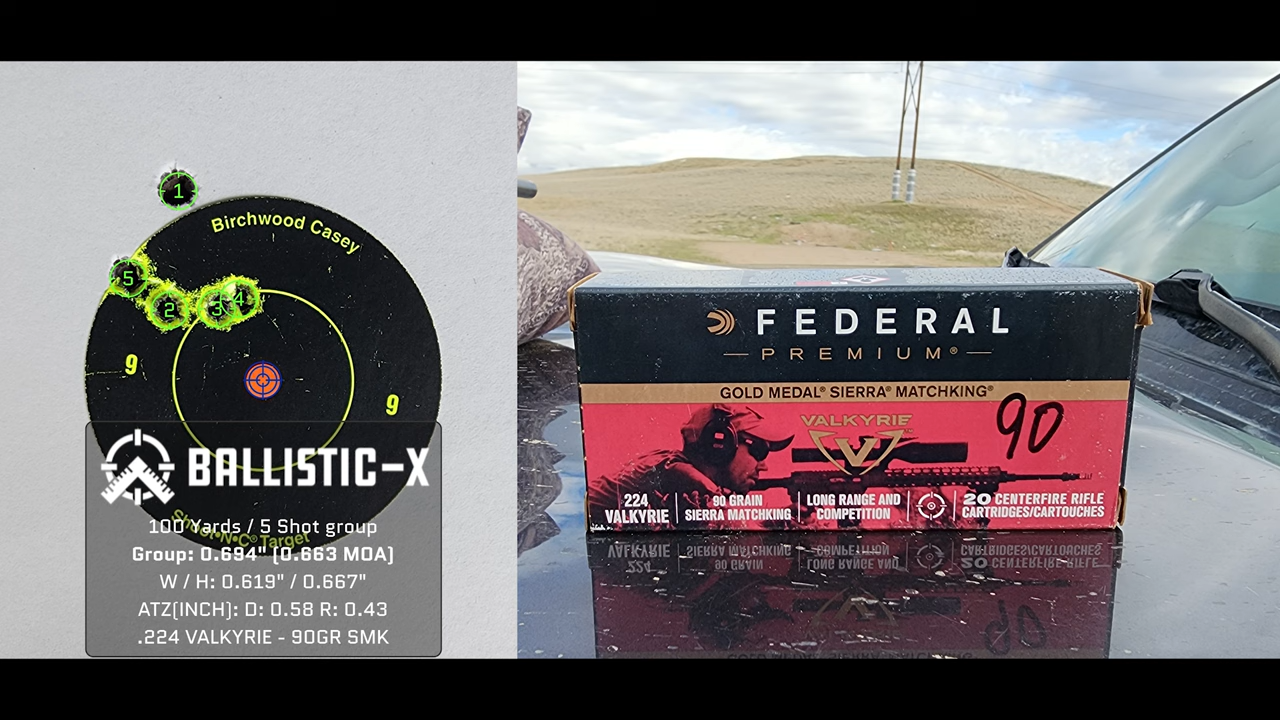 1
Birchwood Casey
5
2
3
4
9
9
BALLISTIC-X
Shoot•N•C® Target
100 Yards / 5 Shot group
Group: 0.694" (0.663 MOA)
W / H: 0.619" / 0.667"
ATZ(INCH): D: 0.58 R: 0.43
.224 VALKYRIE - 90GR SMK
FEDERAL
PREMIUM®
GOLD MEDAL® SIERRA® MATCHKING®
90
VALKYRIE
V
224 VALKYRIE
90 GRAIN SIERRA MATCHKING
LONG RANGE AND COMPETITION
20 CENTERFIRE RIFLE CARTRIDGES/CARTOUCHES